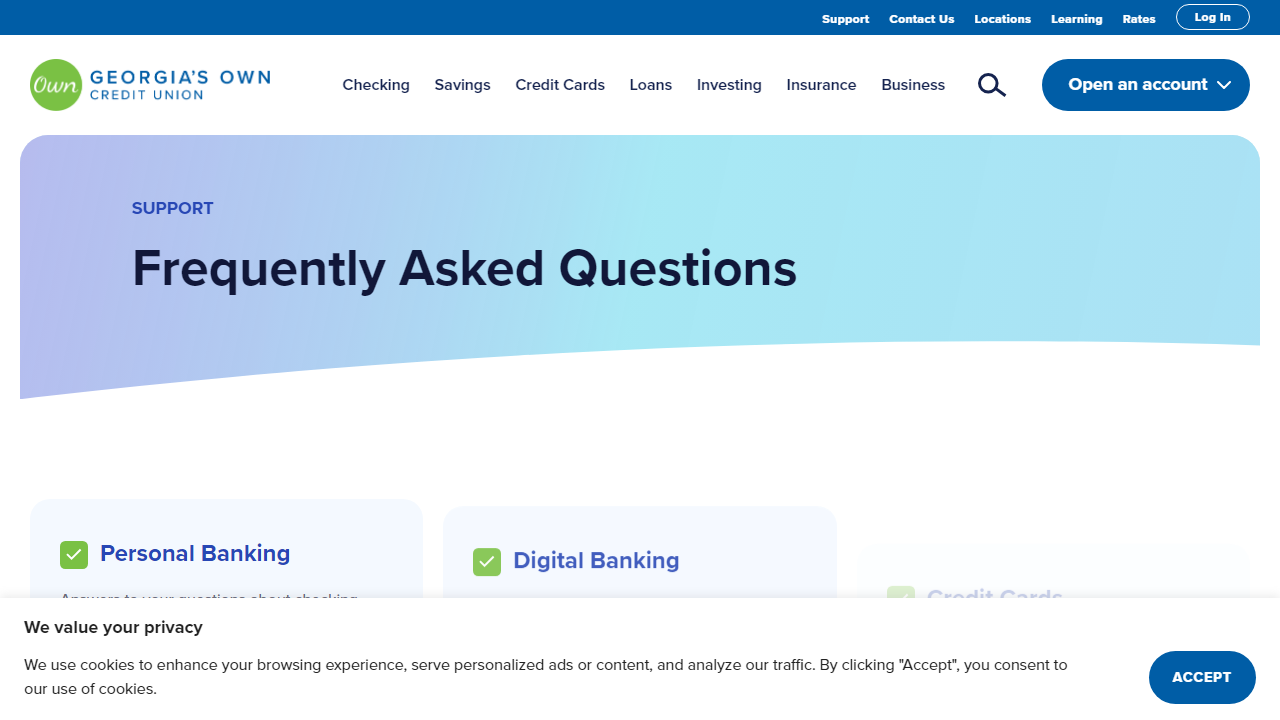 Support Contact Us Locations Learning Rates Log In
Own GEORGIA'S OWN
CREDIT UNION
Checking Savings Credit Cards Loans Investing Insurance Business Open an account
SUPPORT
Frequently Asked Questions
Personal Banking
Digital Banking
Credit Cards
Answers to your questions about checking
We value your privacy
We use cookies to enhance your browsing experience, serve personalized ads or content, and analyze our traffic. By clicking "Accept", you consent to
our use of cookies.
ACCEPT